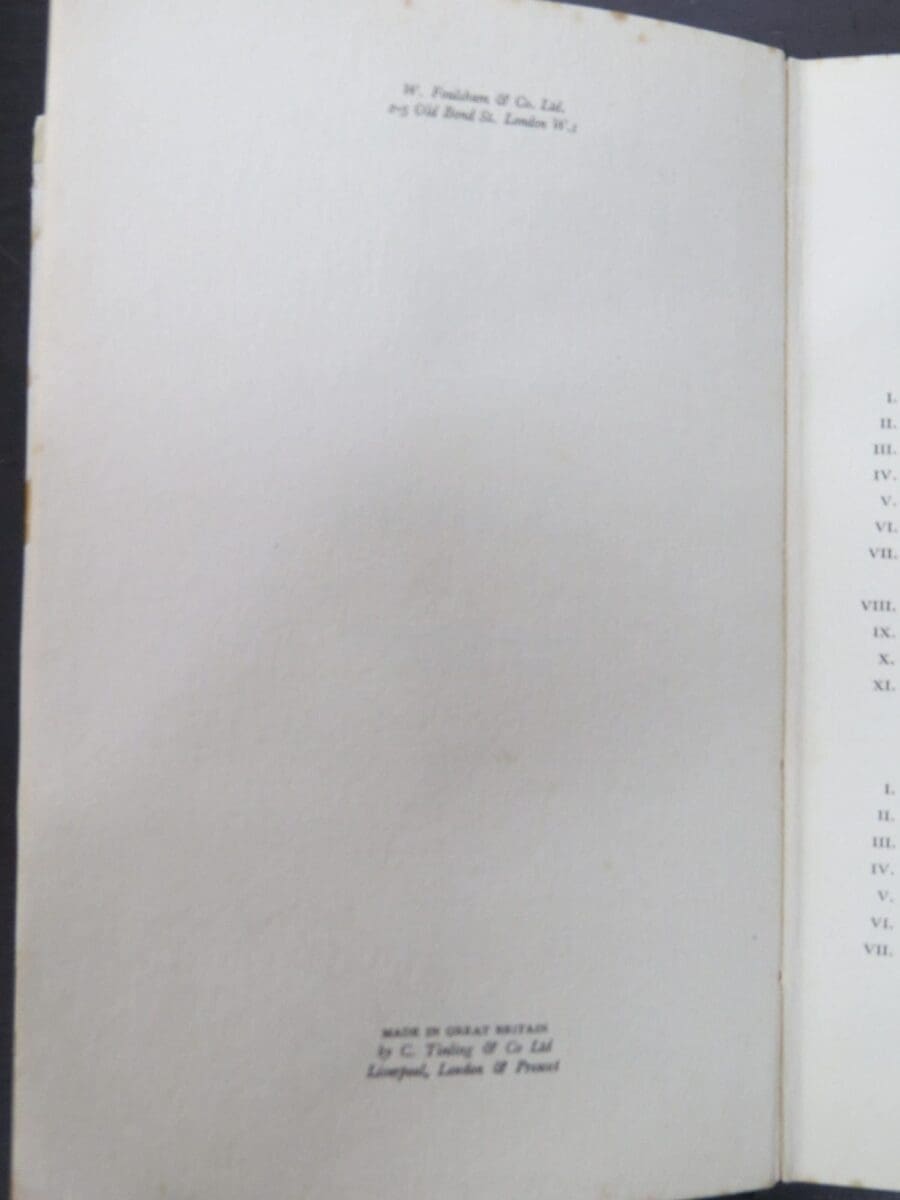 W. Foulsham & Co. Ltd.
2-5 Old Bond St. London W.1
MADE IN GREAT BRITAIN
by C. Tinling & Co Ltd
Liverpool, London & Prescot
I.
II.
III.
IV.
V.
VI.
VII.
VIII.
IX.
X.
XI.
I.
II.
III.
IV.
V.
VI.
VII.